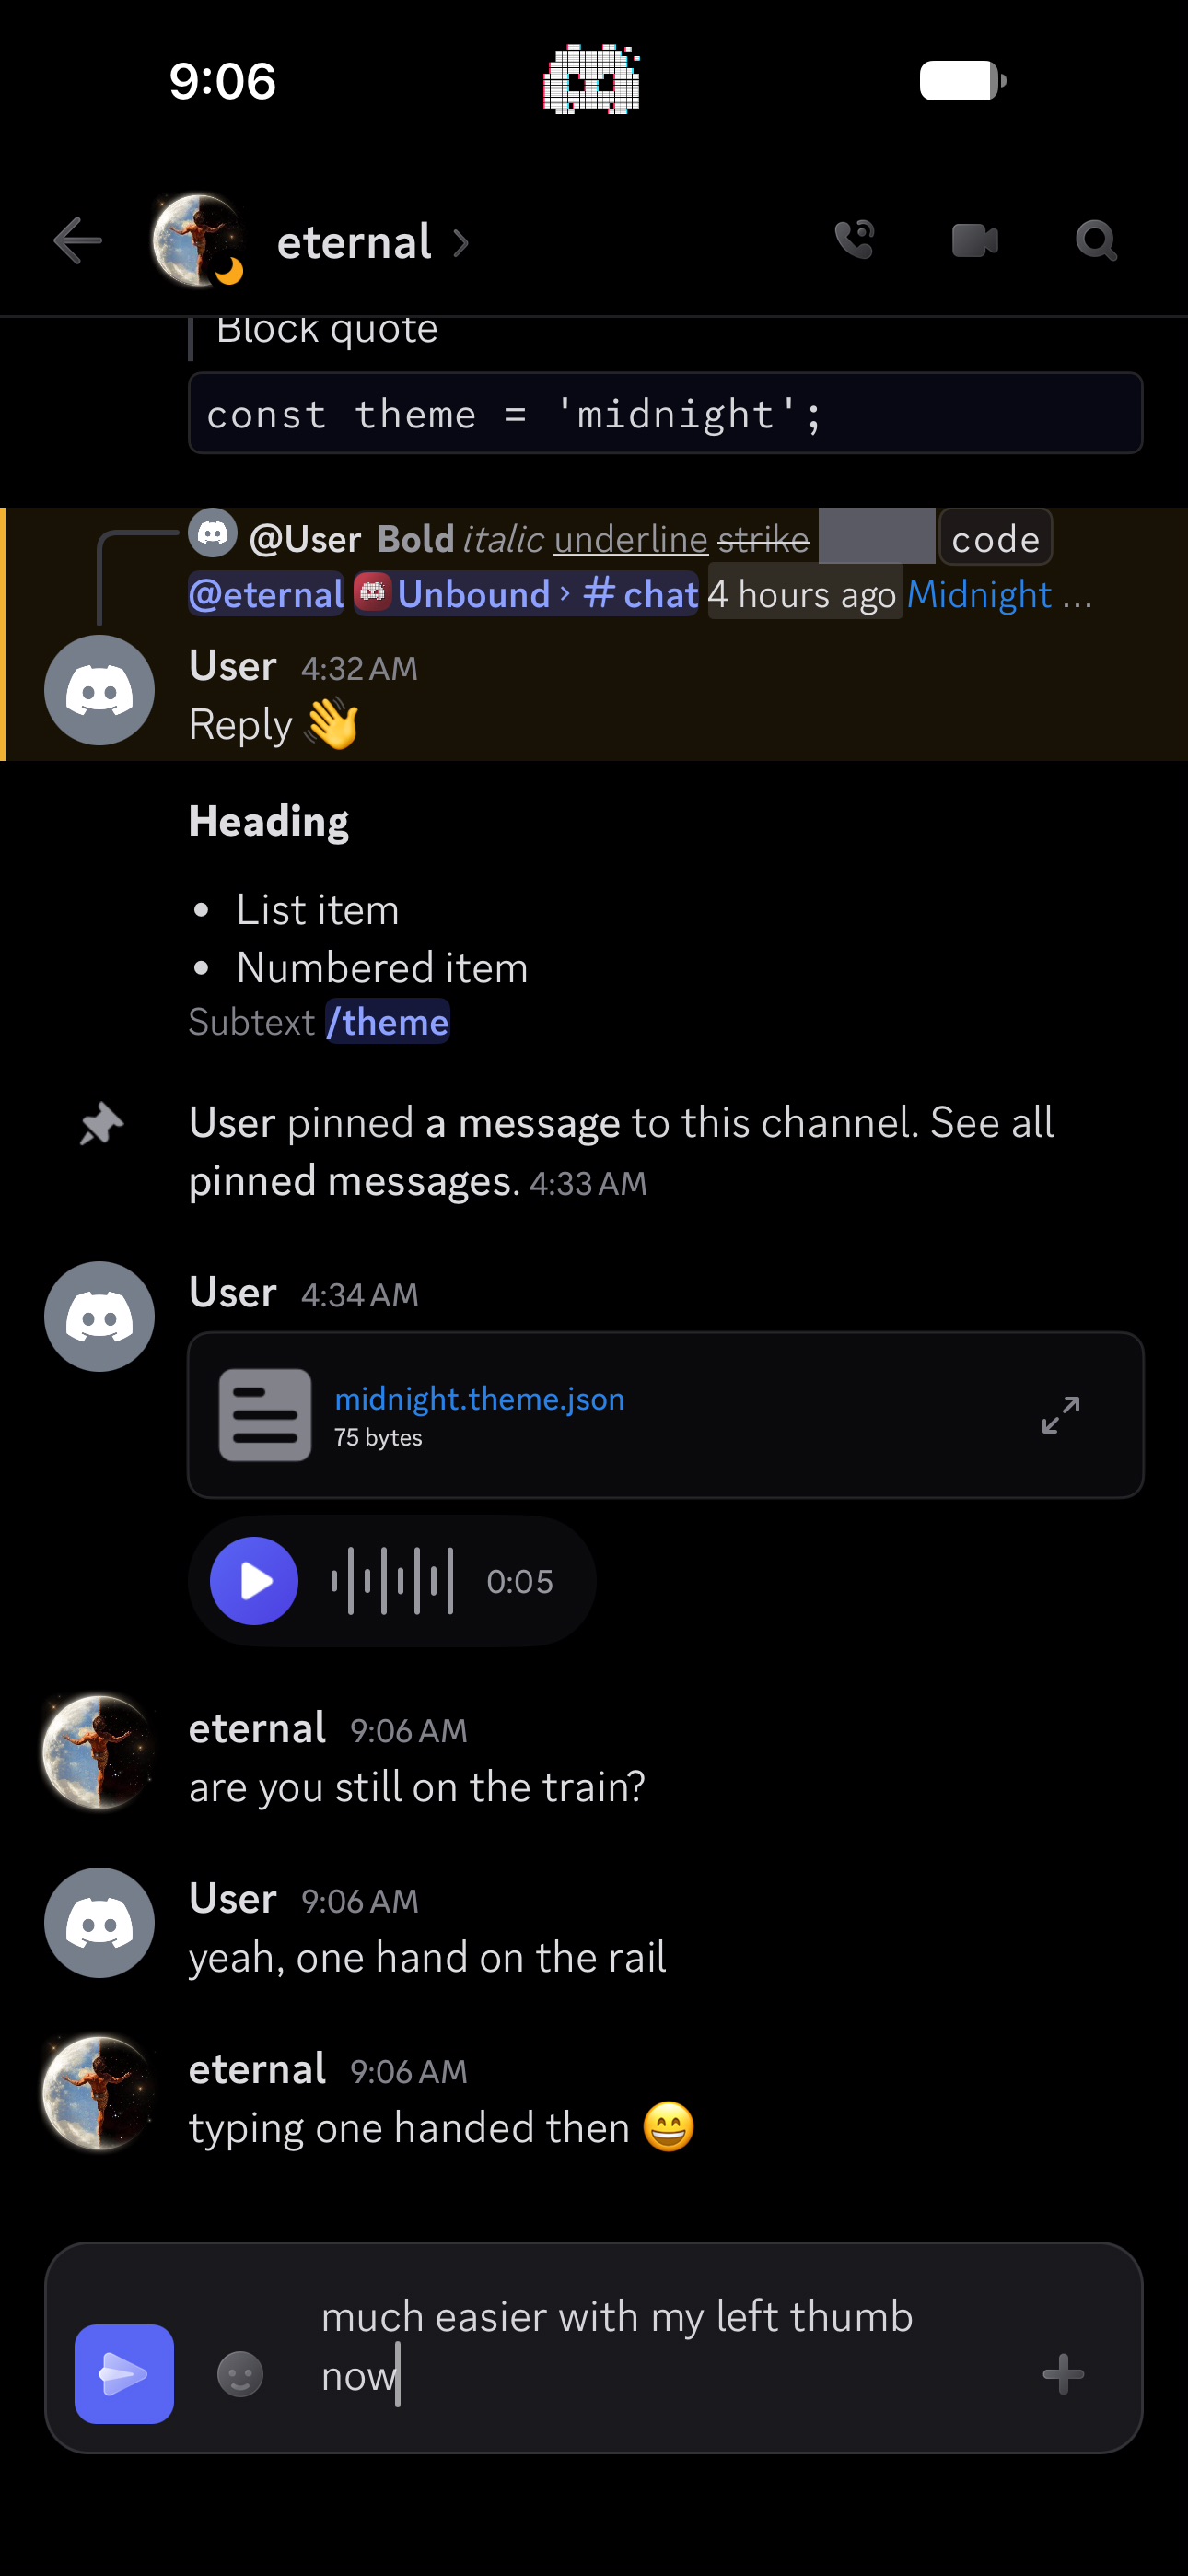 9:06
eternal
Block quote
const theme = 'midnight';
@User Bold italic underline strike code
@eternal Unbound › # chat 4 hours ago Midnight ...
User 4:32 AM
Reply 👋
Heading
• List item
• Numbered item
Subtext /theme
User pinned a message to this channel. See all
pinned messages. 4:33 AM
User 4:34 AM
midnight.theme.json
75 bytes
0:05
eternal 9:06 AM
are you still on the train?
User 9:06 AM
yeah, one hand on the rail
eternal 9:06 AM
typing one handed then 😄
much easier with my left thumb
now